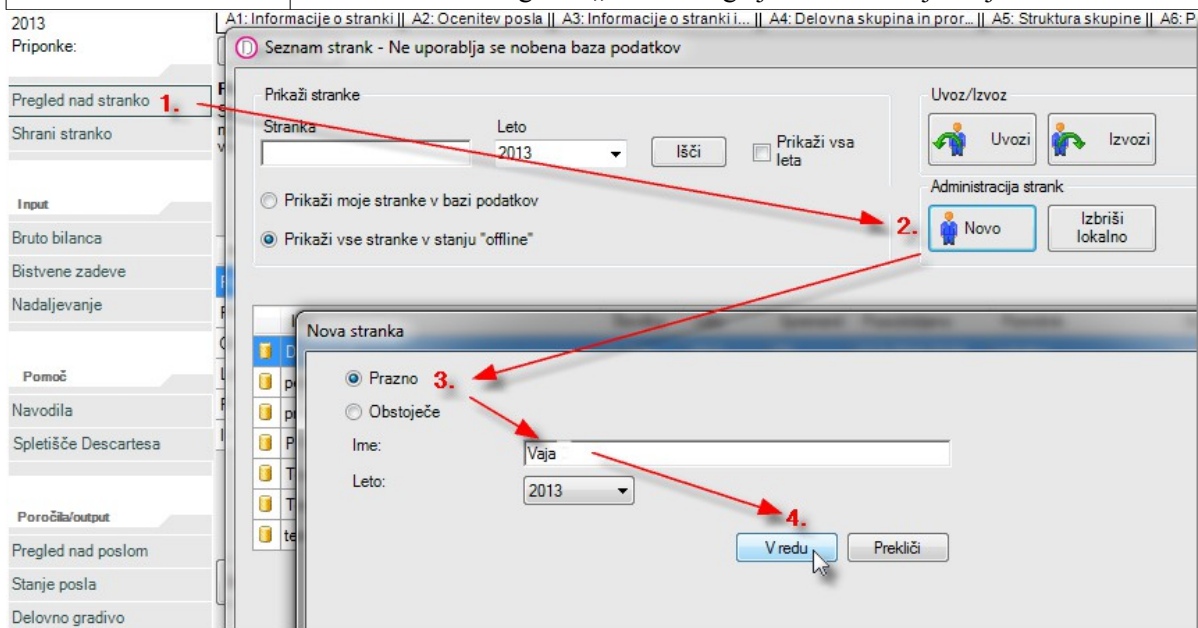 2013
Priponke:
Pregled nad stranko 1.
Shrani stranko
Input
Bruto bilanca
Bistvene zadeve
Nadaljevanje
Pomoč
Navodila
Spletišče Descartesa
Poročila/output
Pregled nad poslom
Stanje posla
Delovno gradivo
A1: Informacije o stranki || A2: Ocenitev posla || A3: Informacije o stranki i... || A4: Delovna skupina in pror... || A5: Struktura skupine || A6: P
Seznam strank - Ne uporablja se nobena baza podatkov
Prikaži stranke
Stranka Leto
2013 Išči Prikaži vsa leta
Prikaži moje stranke v bazi podatkov
Prikaži vse stranke v stanju "offline"
Uvoz/Izvoz
Uvozi Izvozi
Administracija strank
2. Novo Izbriši lokalno
Nova stranka
Prazno 3.
Obstoječe
Ime: Vaja
Leto: 2013
4.
V redu Prekliči